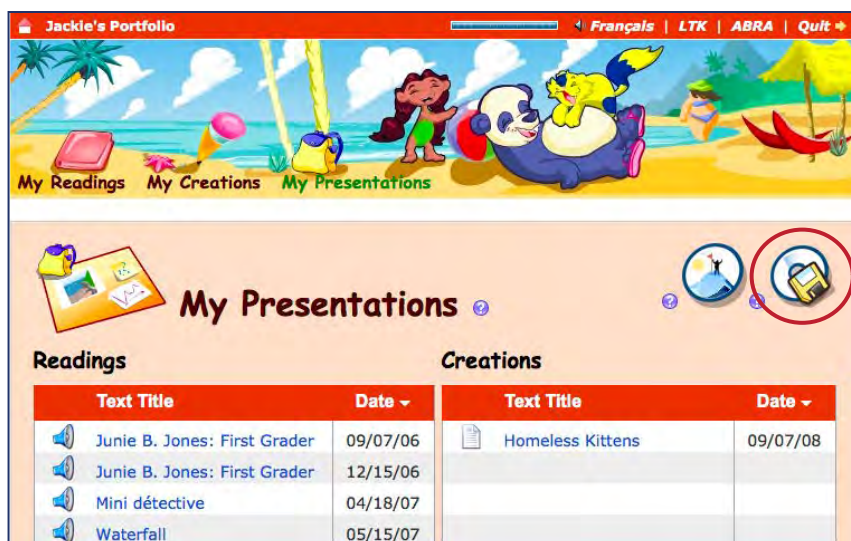 Jackie's Portfolio Français | LTK | ABRA | Quit
My Readings My Creations My Presentations
My Presentations
Readings
Text Title Date
Junie B. Jones: First Grader 09/07/06
Junie B. Jones: First Grader 12/15/06
Mini détective 04/18/07
Waterfall 05/15/07
Creations
Text Title Date
Homeless Kittens 09/07/08